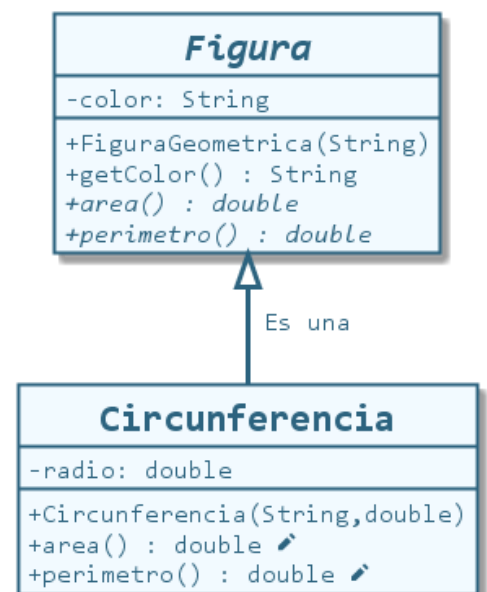 Figura
-color: String
+FiguraGeometrica(String)
+getColor() : String
+area() : double
+perimetro() : double
Es una
Circunferencia
-radio: double
+Circunferencia(String,double)
+area() : double
+perimetro() : double